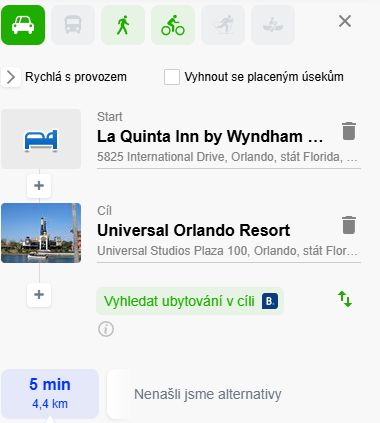 Rychlá s provozem
Vyhnout se placeným úsekům
Start
La Quinta Inn by Wyndham ...
5825 International Drive, Orlando, stát Florida, ...
Cíl
Universal Orlando Resort
Universal Studios Plaza 100, Orlando, stát Flor...
Vyhledat ubytování v cíli B.
5 min
4,4 km
Nenašli jsme alternativy